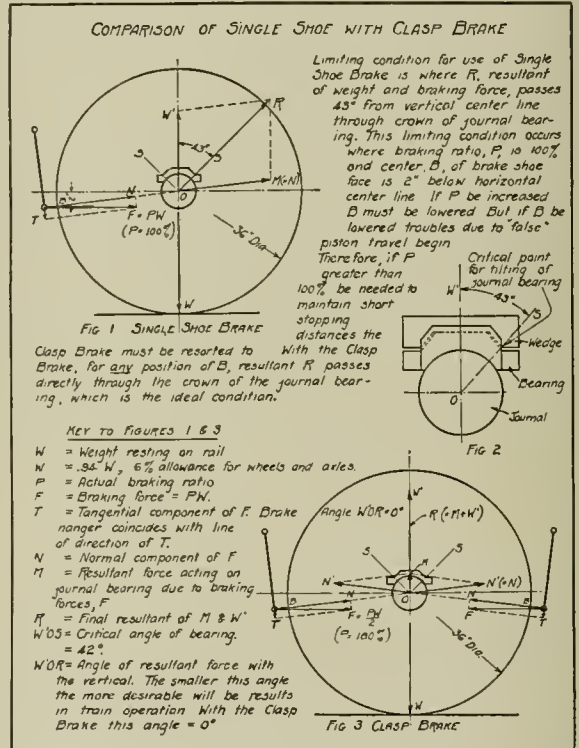 COMPARISON OF SINGLE SHOE WITH CLASP BRAKE
Limiting condition for use of Single
Shoe Brake is where R, resultant
of weight and braking force, passes
43° from vertical center line
through crown of journal bear-
ing. This limiting condition occurs
where braking ratio, P, is 100%
and center, B, of brake shoe
face is 2" below horizontal
center line If P be increased
B must be lowered But if B be
lowered troubles due to "false"
piston travel begin
Therefore, if P
greater than
100% be needed to
maintain short
stopping
distances the
Clasp Brake must be resorted to With the Clasp
Brake, for any position of B, resultant R passes
directly through the crown of the journal bear-
ing, which is the ideal condition.
W'
R
43°
S
S
O
M(=N)
B
2"
N
T
F = PW
(P=100%)
36" Dia
W
FIG 1 SINGLE SHOE BRAKE
Critical point
for tilting of
journal bearing
W'
43°
S
Wedge
Bearing
O
Journal
FIG 2
KEY TO FIGURES 1 & 3
W = Weight resting on rail
W = .94 W, 6% allowance for wheels and axles.
P = Actual braking ratio
F = Braking force = PW.
T = Tangential component of F. Brake
hanger coincides with line
of direction of T.
N = Normal component of F
M = Resultant force acting on
journal bearing due to braking
forces, F
R = Final resultant of M & W'
W'OS = Critical angle of bearing.
= 42°.
W'OR = Angle of resultant force with
the vertical. The smaller this angle
the more desirable will be results
in train operation With the Clasp
Brake this angle = 0°
W'
Angle W'OR=0°
R (=M+W')
S
M
S
N'
N'(=N)
B
N
O
N
B
T
F = PW/2
(P=180%)
T
36" Dia
W
FIG 3 CLASP BRAKE